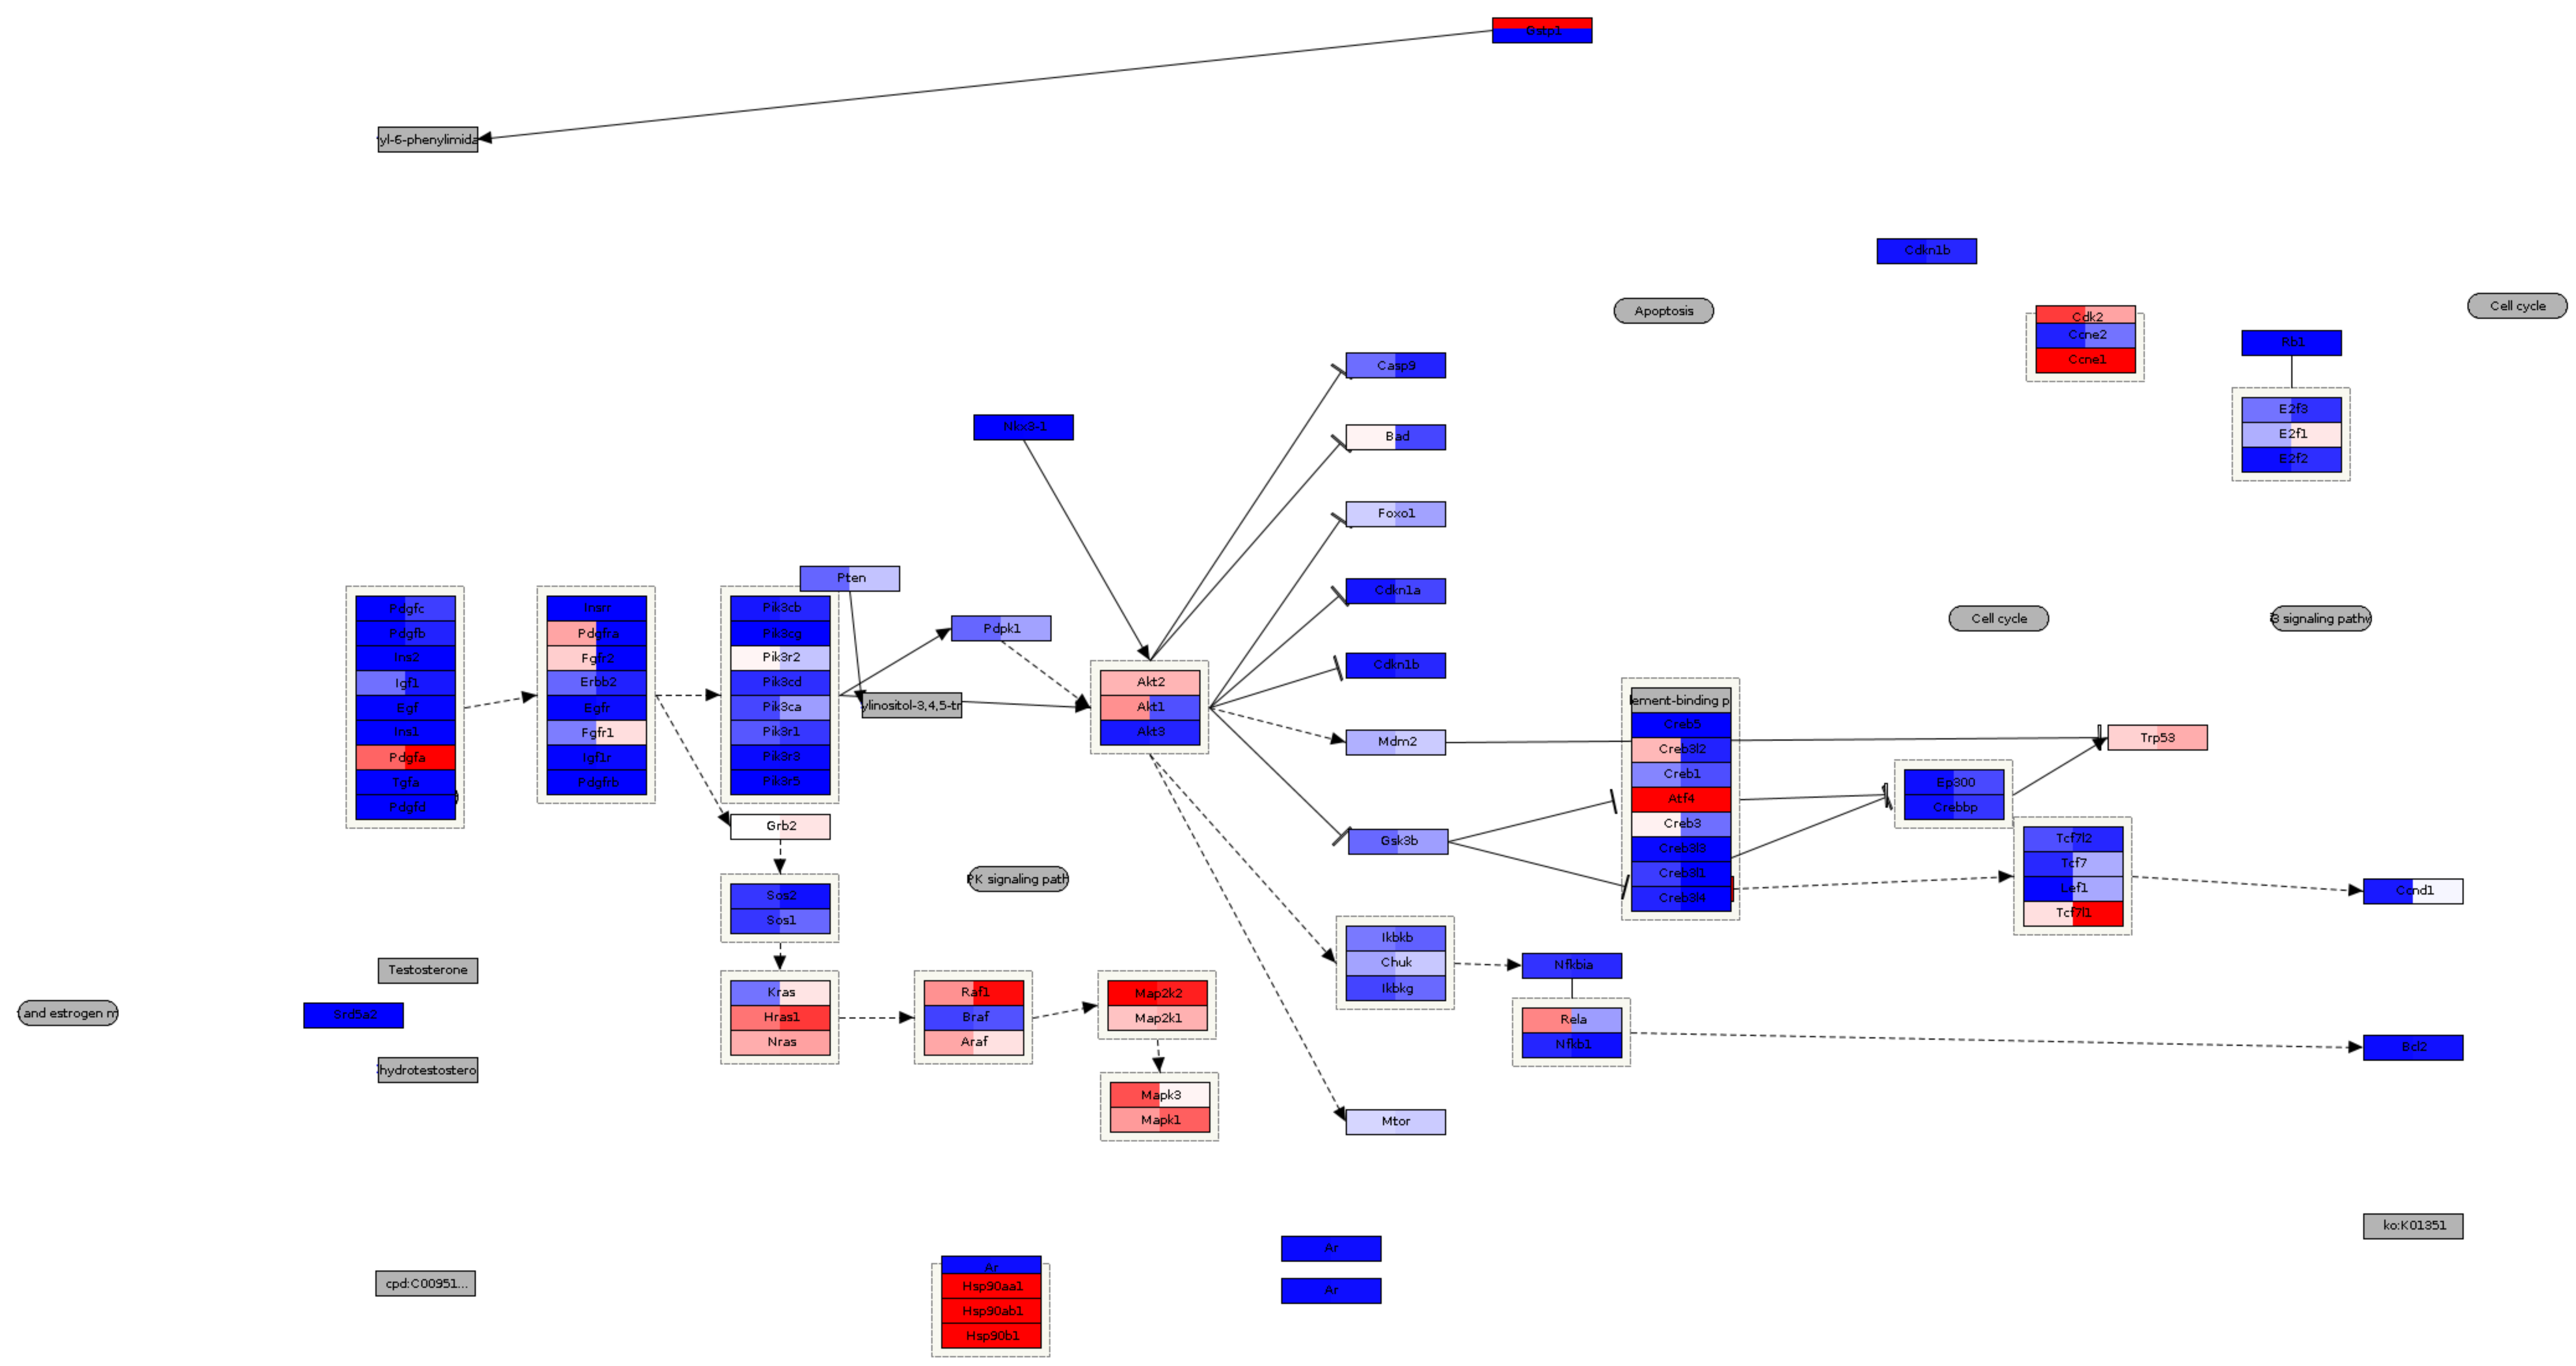 Gstp1
yl-6-phenylimida
Cdkn1b
Cell cycle
Apoptosis
Cdk2
Ccne2
Ccne1
Rb1
Casp9
E2f3
E2f1
E2f2
Nkx3-1
Bad
Foxo1
Pten
Cdkn1a
Cdkn1b
Pdgfc
Pdgfb
Ins2
Igf1
Egf
Ins1
Pdgfa
Tgfa
Pdgfd
Insrr
Pdgfra
Fgfr2
Erbb2
Egfr
Fgfr1
Igf1r
Pdgfrb
Pik3cb
Pik3cg
Pik3r2
Pik3cd
Pik3ca
Pik3r1
Pik3r3
Pik3r5
Pdpk1
ylinositol-3,4,5-tr
Akt2
Akt1
Akt3
Cell cycle
3 signaling pathv
Mdm2
Gsk3b
lement-binding p
Creb5
Creb3l2
Creb1
Atf4
Creb3
Creb3l3
Creb3l1
Creb3l4
Trp53
Ep300
Crebbp
Tcf7l2
Tcf7
Lef1
Tcf7l1
Ccnd1
Grb2
Sos2
Sos1
PK signaling path
Ikbkb
Chuk
Ikbkg
Nfkbia
Rela
Nfkb1
Bcl2
Testosterone
and estrogen m
Srd5a2
hydrotestostero
Kras
Hras1
Nras
Raf1
Braf
Araf
Map2k2
Map2k1
Mapk3
Mapk1
Mtor
ko:K01351
cpd:C00951...
Ar
Hsp90aa1
Hsp90ab1
Hsp90b1
Ar
Ar